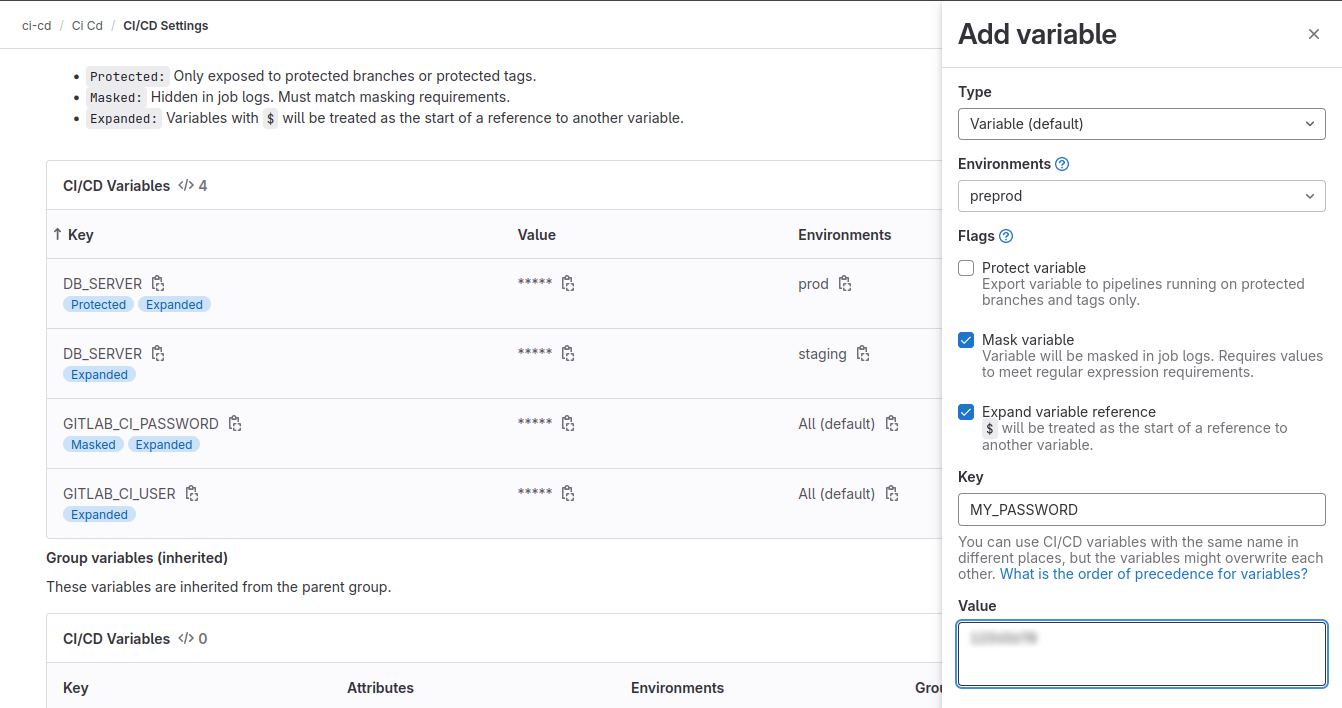 ci-cd / Ci Cd / CI/CD Settings
Protected: Only exposed to protected branches or protected tags.
Masked: Hidden in job logs. Must match masking requirements.
Expanded: Variables with $ will be treated as the start of a reference to another variable.
CI/CD Variables </> 4
↑ Key Value Environments
DB_SERVER ***** prod
Protected Expanded
DB_SERVER ***** staging
Expanded
GITLAB_CI_PASSWORD ***** All (default)
Masked Expanded
GITLAB_CI_USER ***** All (default)
Expanded
Group variables (inherited)
These variables are inherited from the parent group.
CI/CD Variables </> 0
Key Attributes Environments
Add variable
Type
Variable (default)
Environments
preprod
Flags
Protect variable
Export variable to pipelines running on protected
branches and tags only.
Mask variable
Variable will be masked in job logs. Requires values
to meet regular expression requirements.
Expand variable reference
$ will be treated as the start of a reference to
another variable.
Key
MY_PASSWORD
You can use CI/CD variables with the same name in
different places, but the variables might overwrite each
other. What is the order of precedence for variables?
Value